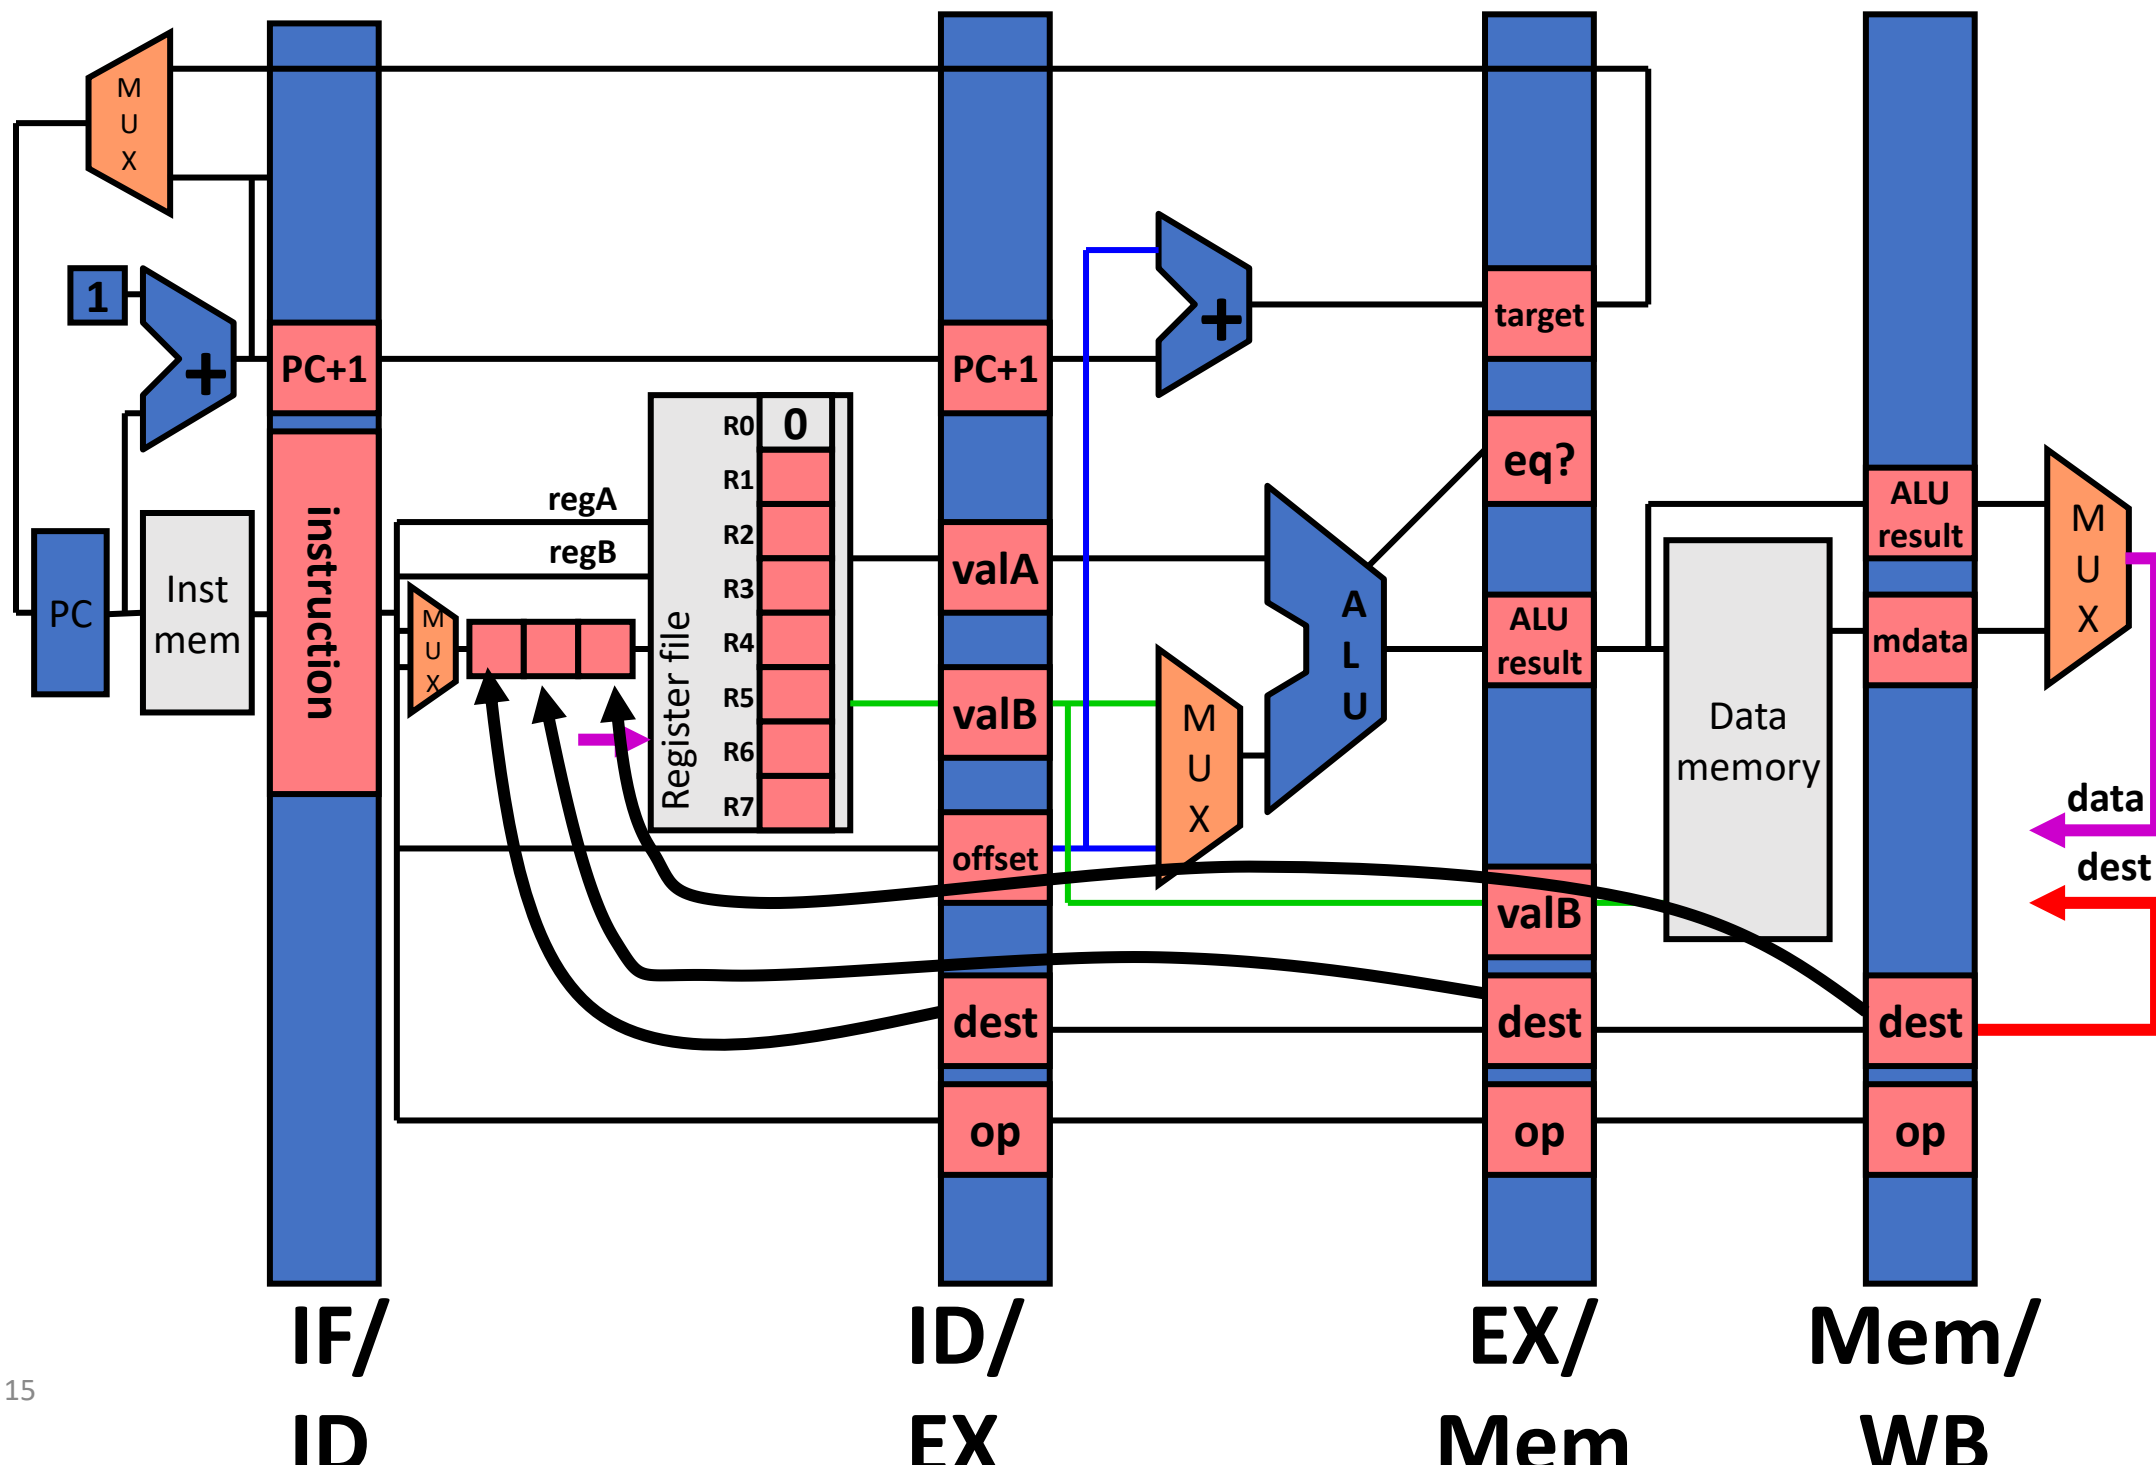 M
U
X
1
+
PC+1
PC
Inst
mem
instruction
regA
regB
M
U
X
Register file
R0 0
R1
R2
R3
R4
R5
R6
R7
PC+1
valA
valB
offset
dest
op
+
M
U
X
A
L
U
target
eq?
ALU
result
valB
dest
op
Data
memory
ALU
result
mdata
dest
op
M
U
X
data
dest
IF/
ID
ID/
EX
EX/
Mem
Mem/
WB
15